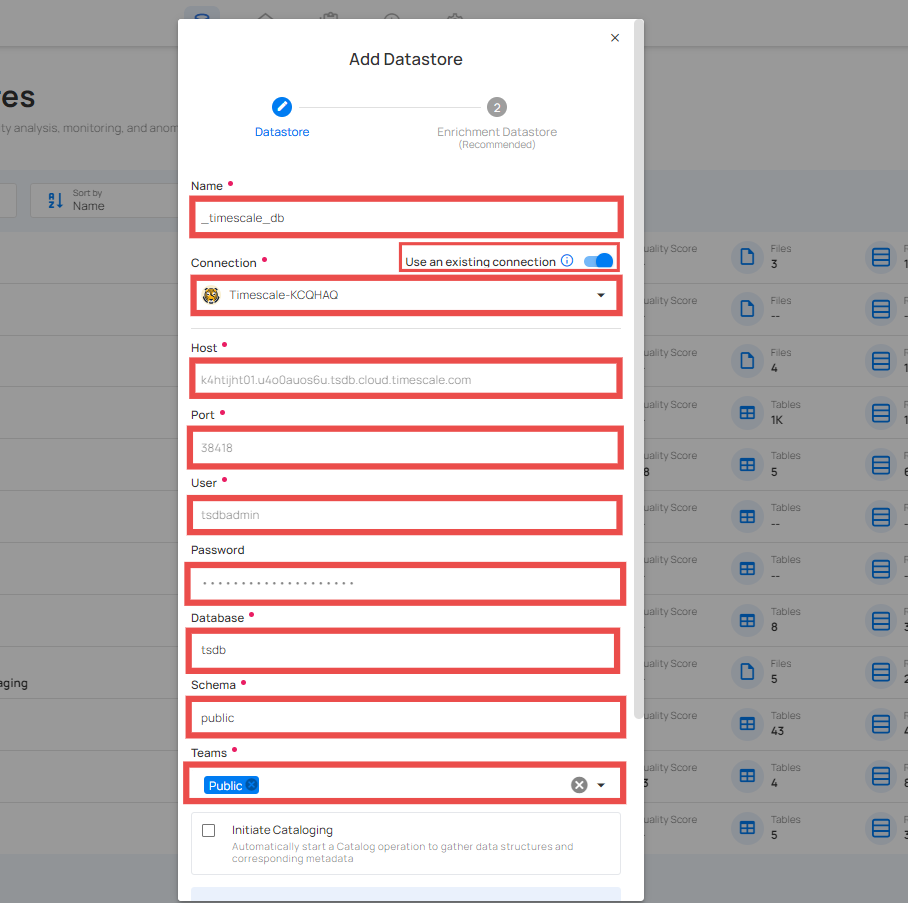 Add Datastore
2
Datastore
Enrichment Datastore
(Recommended)
ty analysis, monitoring, and anom
Sort by
Name
Name
_timescale_db
Connection
Use an existing connection
Timescale-KCQHAQ
Host
k4htijht01.u4o0auos6u.tsdb.cloud.timescale.com
Port
38418
User
tsdbadmin
Password
Database
tsdb
Schema
public
Teams
Public
Initiate Cataloging
Automatically start a Catalog operation to gather data structures and
corresponding metadata
res
aging
uality Score
Files
3
uality Score
Files
--
uality Score
Files
4
uality Score
Tables
1K
uality Score
8
Tables
5
uality Score
Tables
--
uality Score
Tables
--
uality Score
Tables
8
uality Score
Files
5
uality Score
Tables
43
uality Score
3
Tables
4
uality Score
Tables
5